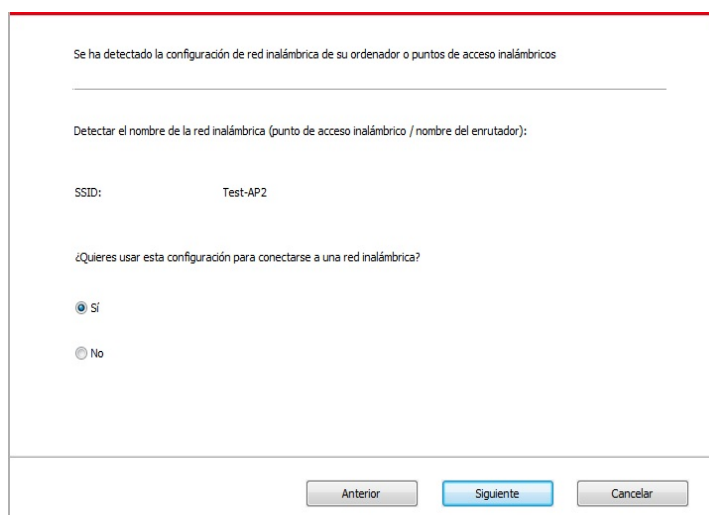 Se ha detectado la configuración de red inalámbrica de su ordenador o puntos de acceso inalámbricos
Detectar el nombre de la red inalámbrica (punto de acceso inalámbrico / nombre del enrutador):
SSID: Test-AP2
¿Quieres usar esta configuración para conectarse a una red inalámbrica?
Sí
No
Anterior Siguiente Cancelar